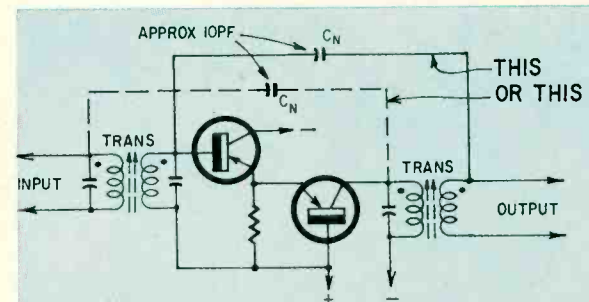 APPROX 10PF
C_N
THIS
OR THIS
C_N
TRANS
TRANS
INPUT
OUTPUT
-
+
-